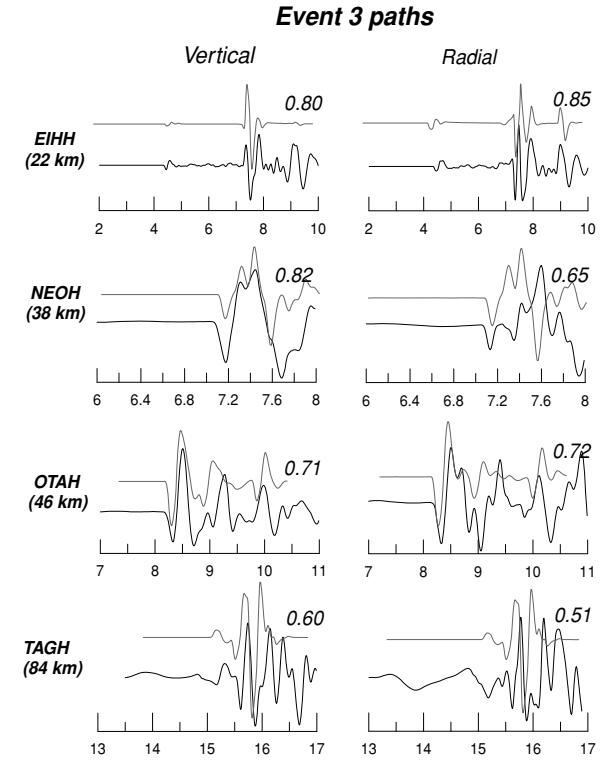 Event 3 paths
Vertical Radial
0.80 0.85
EIHH
(22 km)
2 4 6 8 10 2 4 6 8 10
0.82 0.65
NEOH
(38 km)
6 6.4 6.8 7.2 7.6 8 6 6.4 6.8 7.2 7.6 8
0.71 0.72
OTAH
(46 km)
7 8 9 10 11 7 8 9 10 11
0.60 0.51
TAGH
(84 km)
13 14 15 16 17 13 14 15 16 17